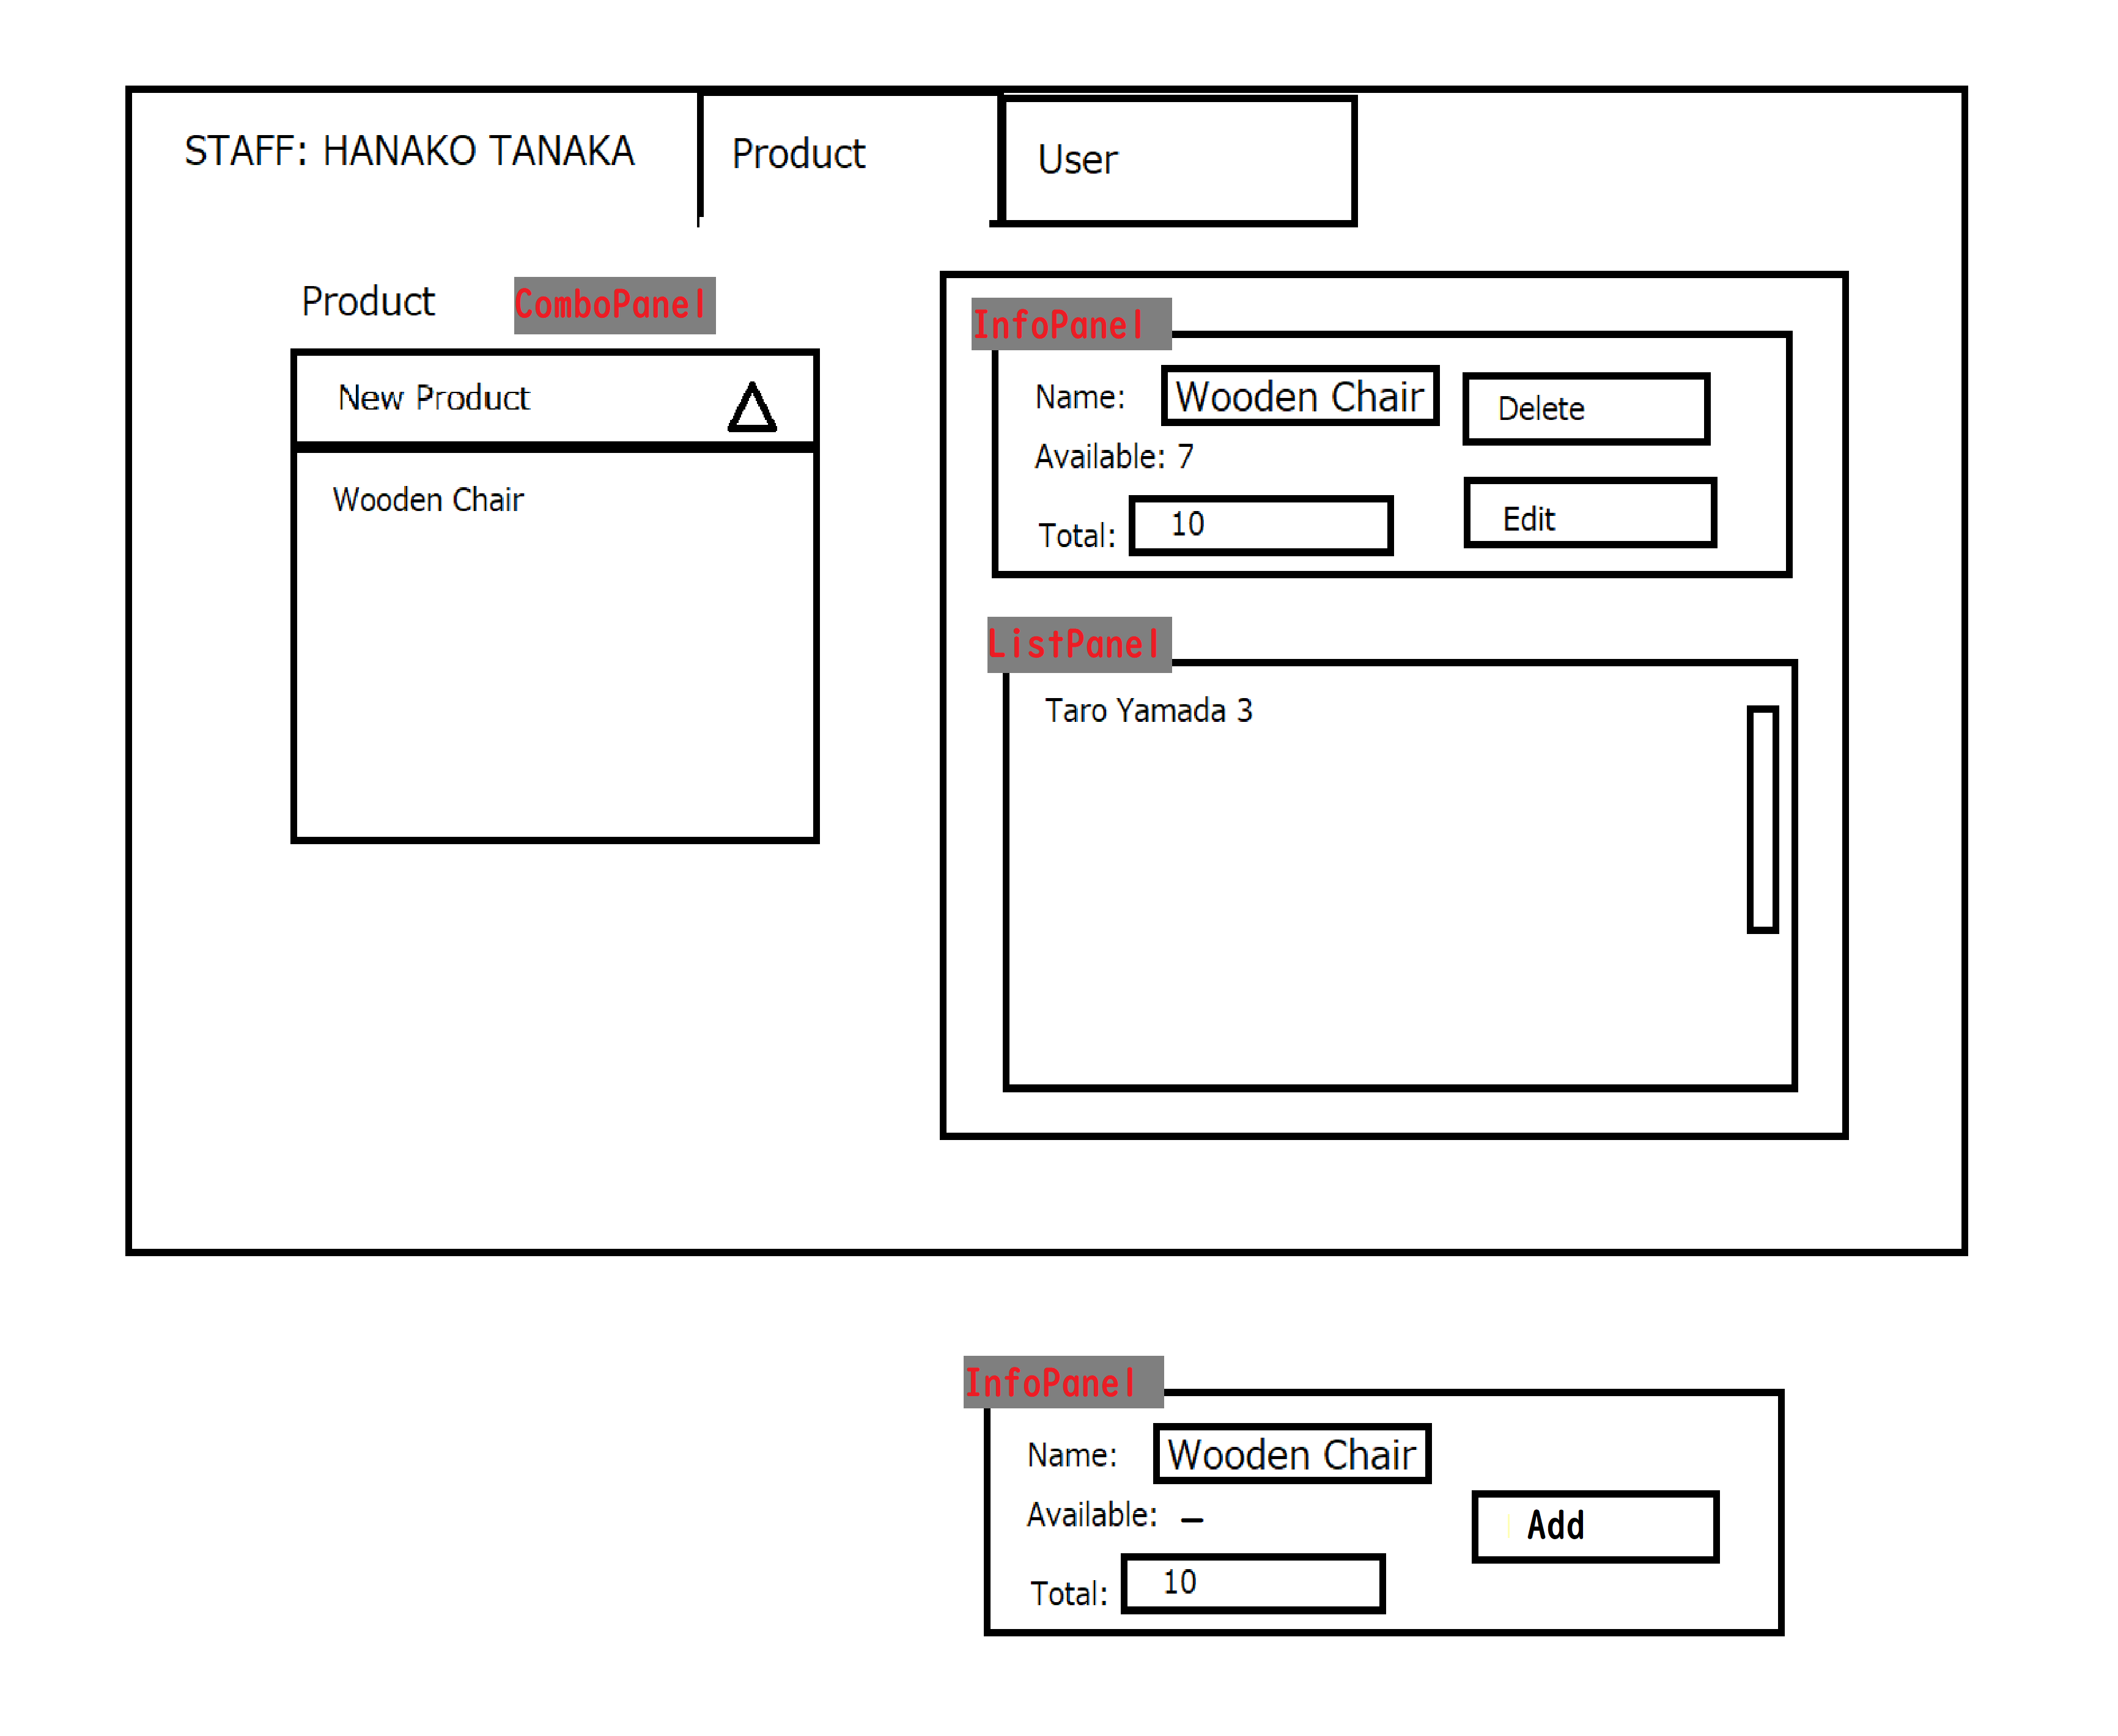 STAFF: HANAKO TANAKA
Product
User
Product
ComboPanel
New Product
Wooden Chair
InfoPanel
Name: Wooden Chair
Delete
Available: 7
Total: 10
Edit
ListPanel
Taro Yamada 3
InfoPanel
Name: Wooden Chair
Available: –
Add
Total: 10